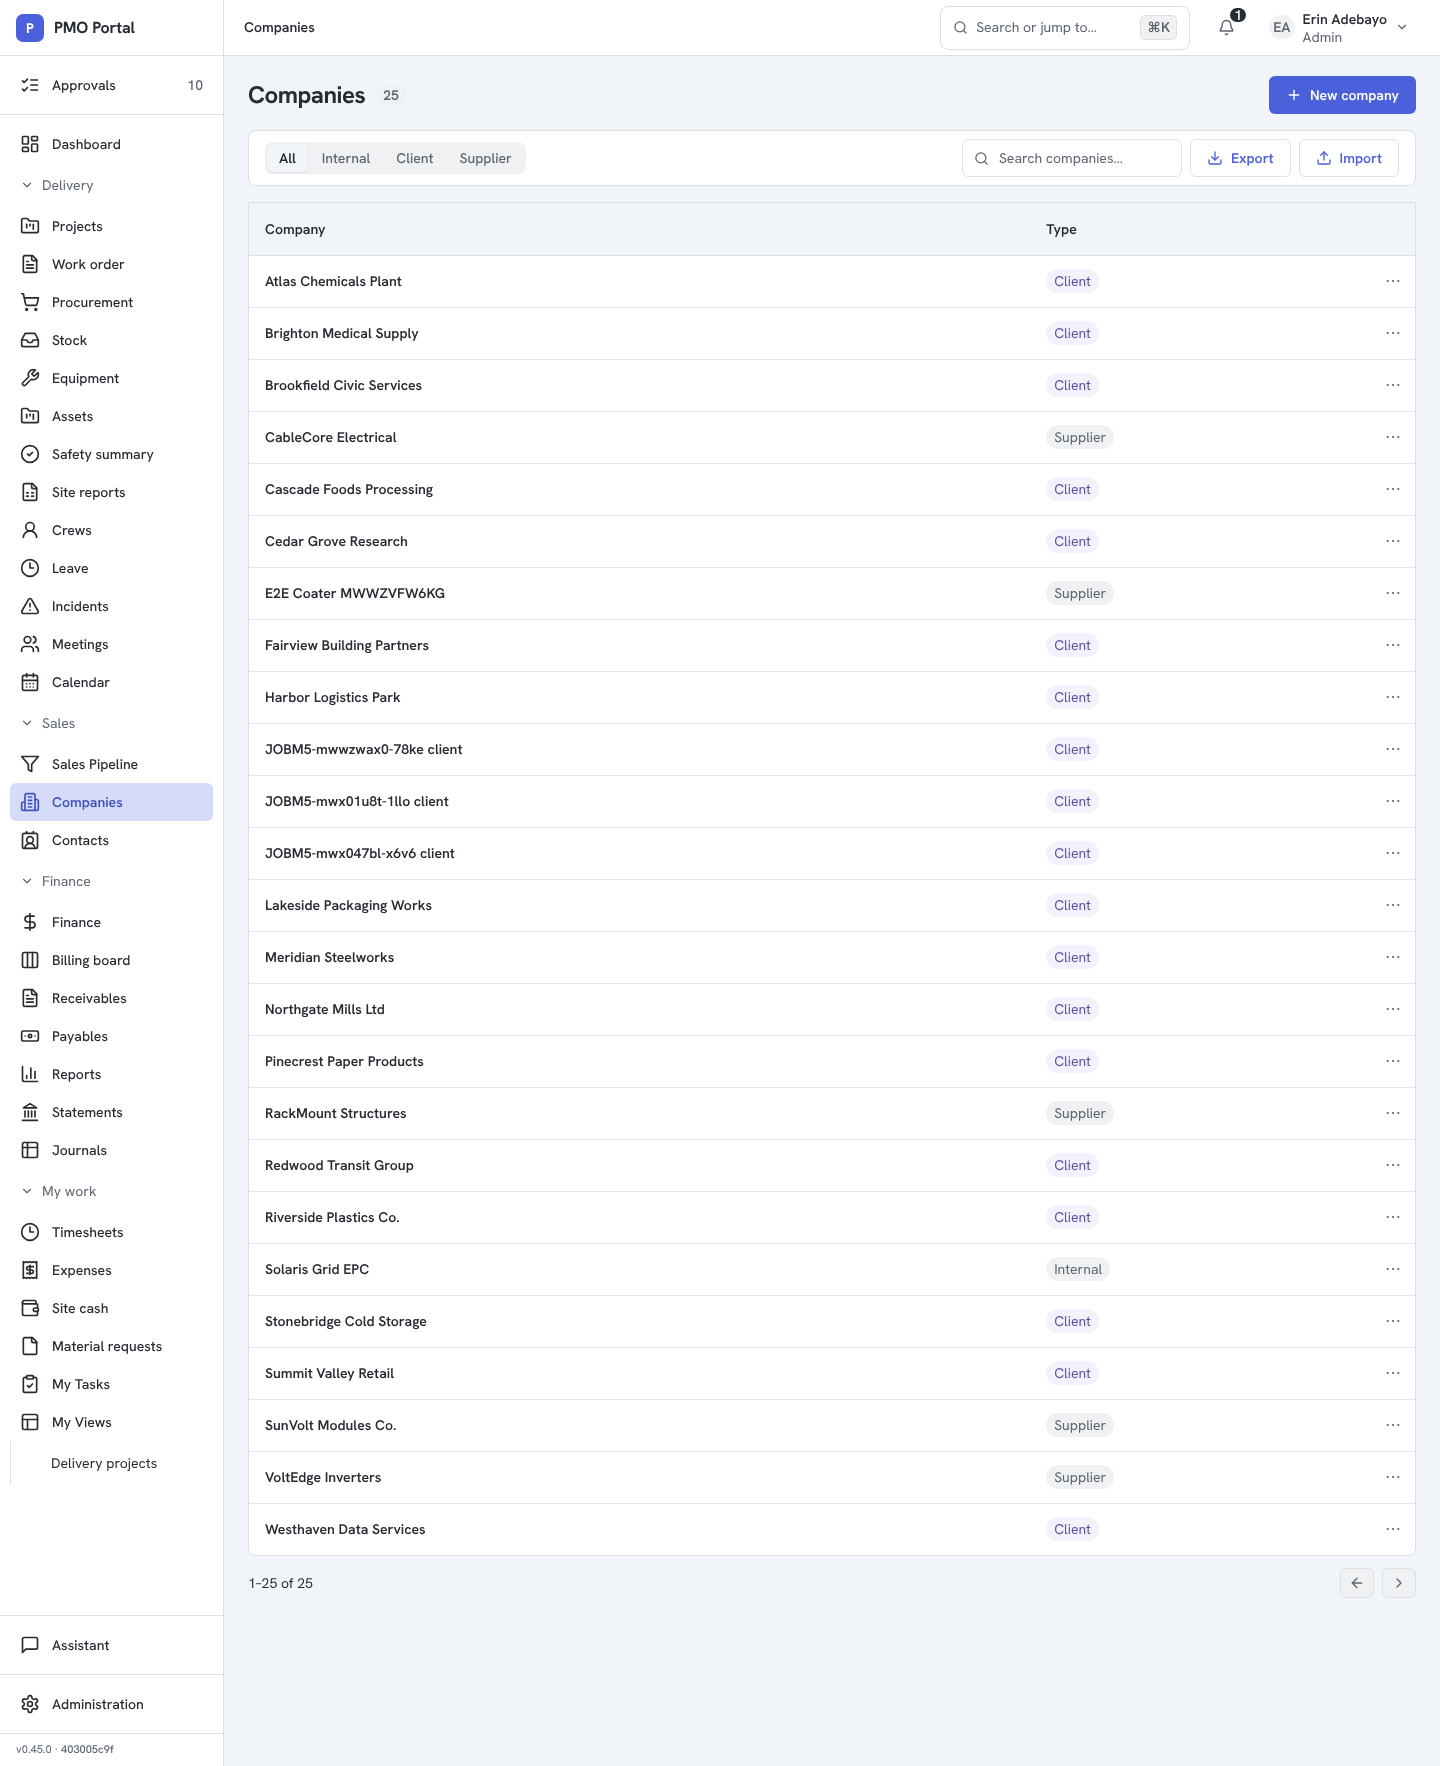 P PMO Portal
Companies
Search or jump to...
⌘K
1
EA
Erin Adebayo
Admin
Approvals 10
Dashboard
Delivery
Projects
Work order
Procurement
Stock
Equipment
Assets
Safety summary
Site reports
Crews
Leave
Incidents
Meetings
Calendar
Sales
Sales Pipeline
Companies
Contacts
Finance
Finance
Billing board
Receivables
Payables
Reports
Statements
Journals
My work
Timesheets
Expenses
Site cash
Material requests
My Tasks
My Views
Delivery projects
Assistant
Administration
v0.45.0 · 403005c9f
Companies 25
+ New company
All Internal Client Supplier
Search companies...
Export
Import
Company Type
Atlas Chemicals Plant Client ...
Brighton Medical Supply Client ...
Brookfield Civic Services Client ...
CableCore Electrical Supplier ...
Cascade Foods Processing Client ...
Cedar Grove Research Client ...
E2E Coater MWWZVFW6KG Supplier ...
Fairview Building Partners Client ...
Harbor Logistics Park Client ...
JOBM5-mwwzwax0-78ke client Client ...
JOBM5-mwx01u8t-1llo client Client ...
JOBM5-mwx047bl-x6v6 client Client ...
Lakeside Packaging Works Client ...
Meridian Steelworks Client ...
Northgate Mills Ltd Client ...
Pinecrest Paper Products Client ...
RackMount Structures Supplier ...
Redwood Transit Group Client ...
Riverside Plastics Co. Client ...
Solaris Grid EPC Internal ...
Stonebridge Cold Storage Client ...
Summit Valley Retail Client ...
SunVolt Modules Co. Supplier ...
VoltEdge Inverters Supplier ...
Westhaven Data Services Client ...
1–25 of 25